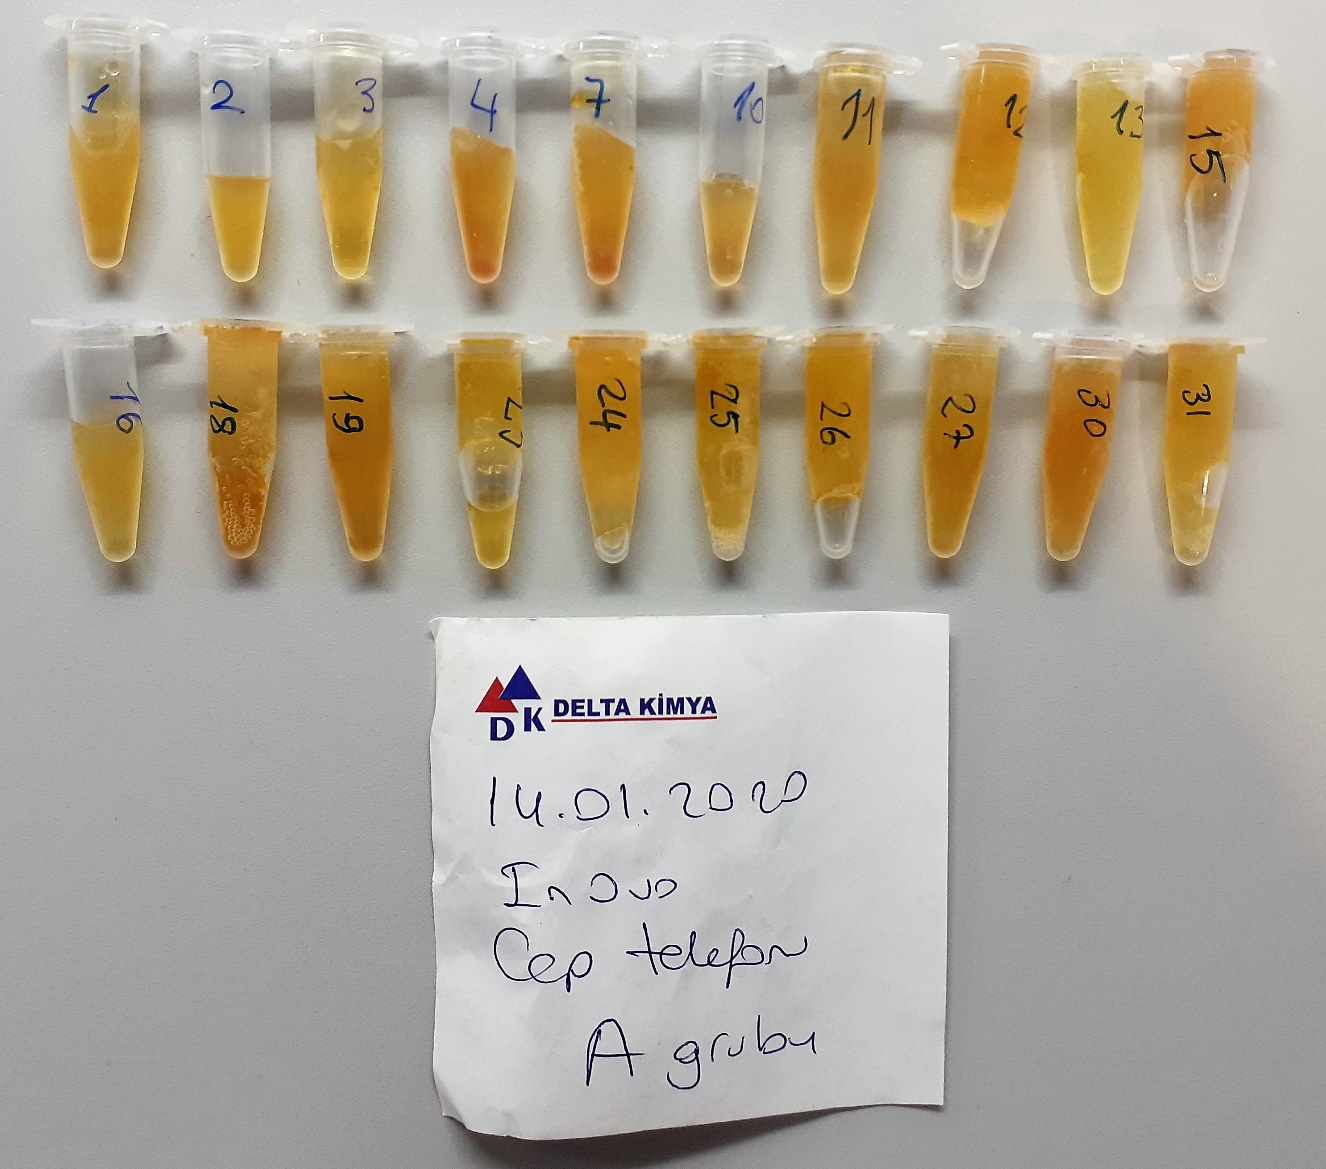 1 2 3 4 7 10 11 12 13 15
16 18 19 24 25 26 27 30 31
DK DELTA KİMYA
14.01.2020
Cep telefon
A grubu